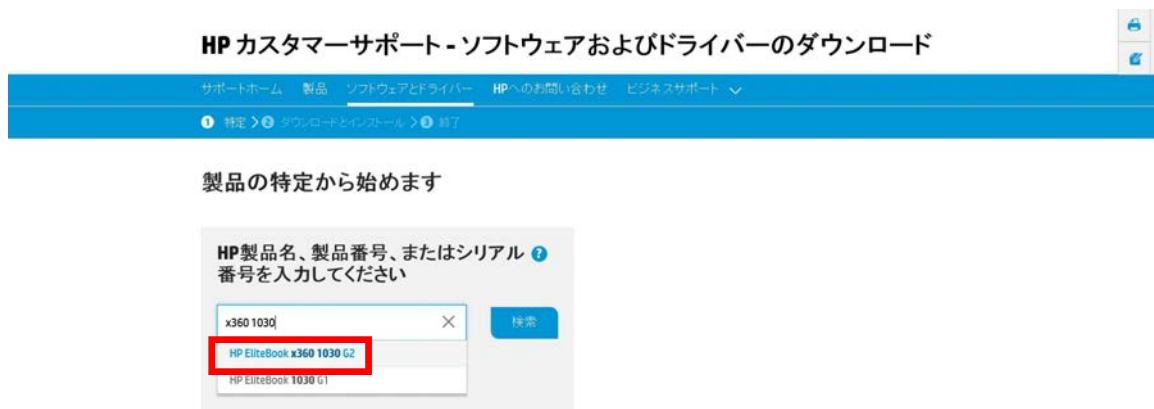 HP カスタマーサポート - ソフトウェアおよびドライバーのダウンロード
サポートホーム 製品 ソフトウェアとドライバー HPへのお問い合わせ ビジネスサポート
1 特定 > 2 ダウンロードとインストール > 3 終了
製品の特定から始めます
HP製品名、製品番号、またはシリアル ?
番号を入力してください
x360 1030 検索
HP EliteBook x360 1030 G2
HP EliteBook 1030 G1